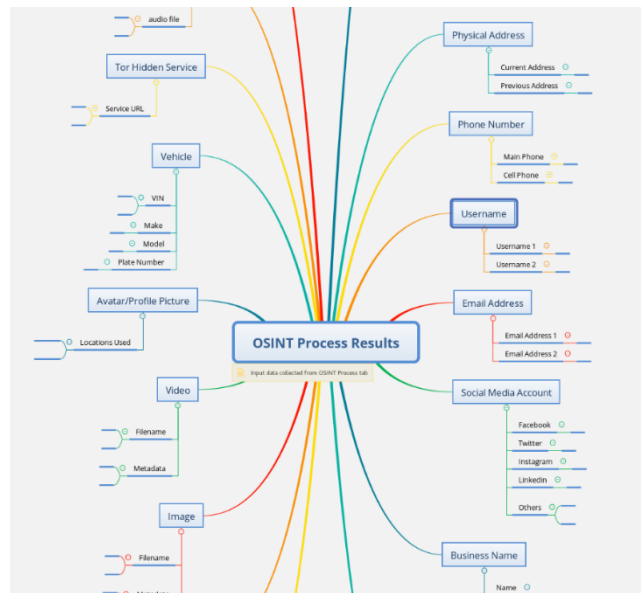 audio file
Tor Hidden Service
Service URL
Vehicle
VIN
Make
Model
Plate Number
Avatar/Profile Picture
Locations Used
Video
Filename
Metadata
Image
Filename
Metadata
OSINT Process Results
Input data collected from OSINT Process tab
Physical Address
Current Address
Previous Address
Phone Number
Main Phone
Cell Phone
Username
Username 1
Username 2
Email Address
Email Address 1
Email Address 2
Social Media Account
Facebook
Twitter
Instagram
Linkedin
Others
Business Name
Name